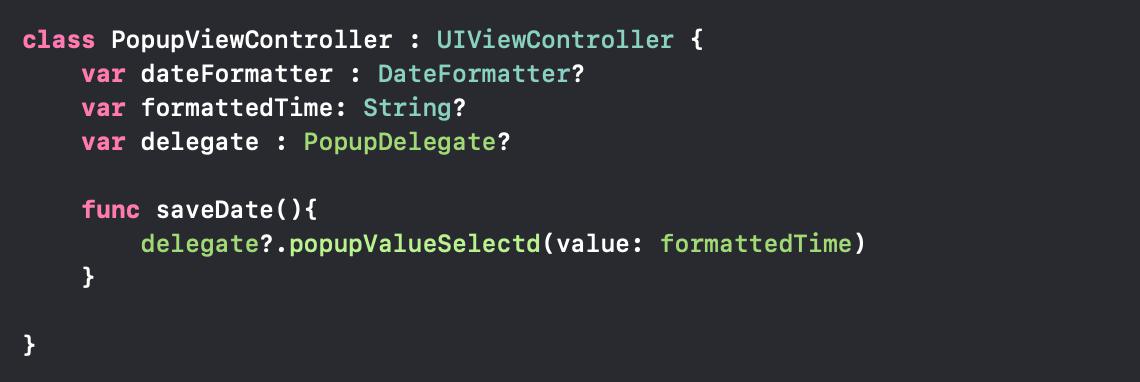 class PopupViewController : UIViewController {
    var dateFormatter : DateFormatter?
    var formattedTime: String?
    var delegate : PopupDelegate?
    func saveDate(){
        delegate?.popupValueSelectd(value: formattedTime)
    }
}